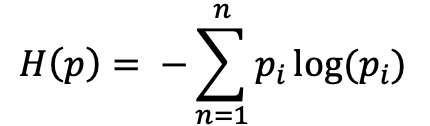 H(p) = − ∑_{n=1}^{n} p_i log(p_i)